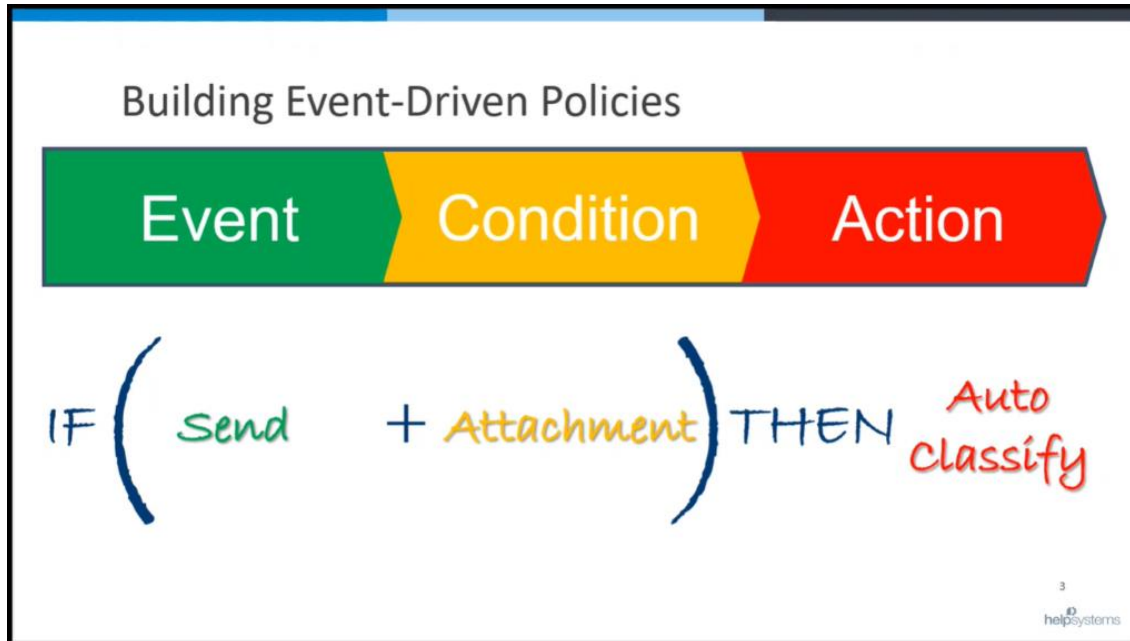 Building Event-Driven Policies
Event Condition Action
IF ( Send + Attachment ) THEN Auto Classify
3
helpsystems